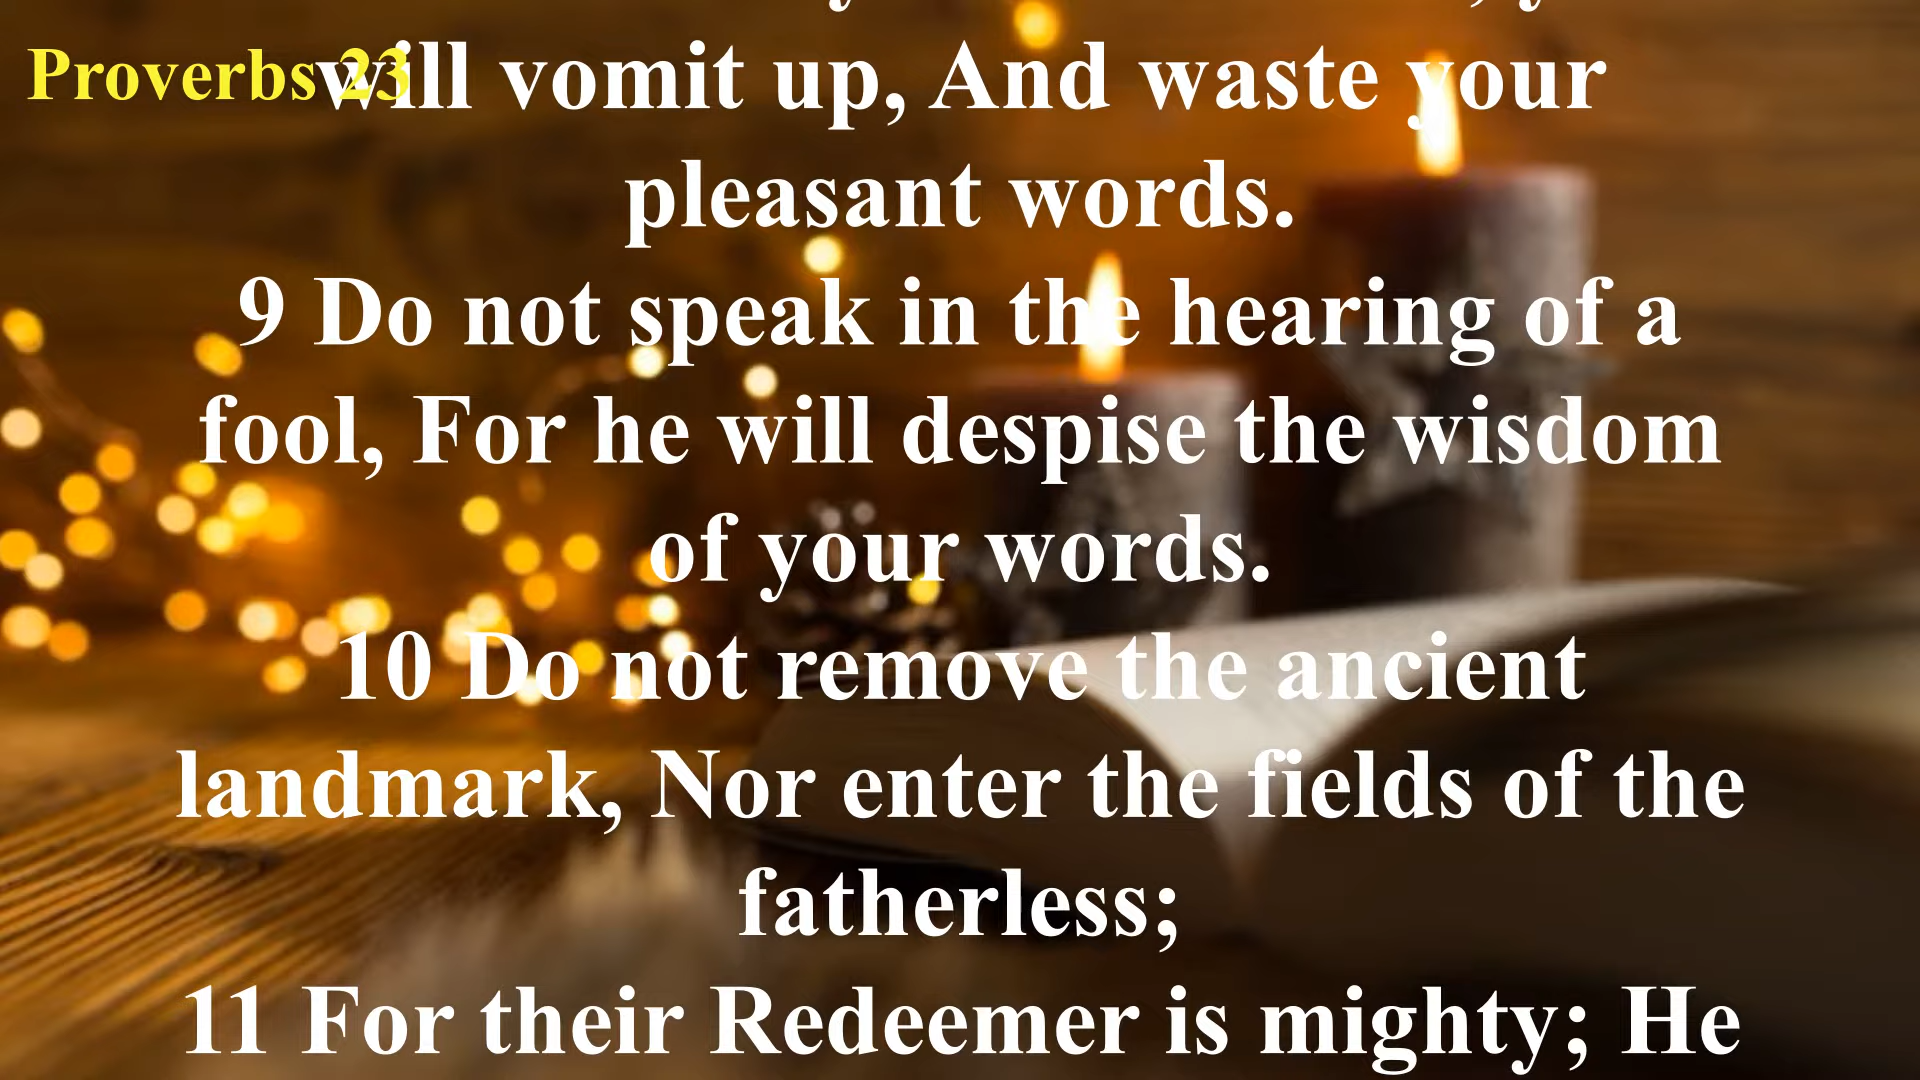 Proverbs 23
will vomit up, And waste your
pleasant words.
9 Do not speak in the hearing of a
fool, For he will despise the wisdom
of your words.
10 Do not remove the ancient
landmark, Nor enter the fields of the
fatherless;
11 For their Redeemer is mighty; He